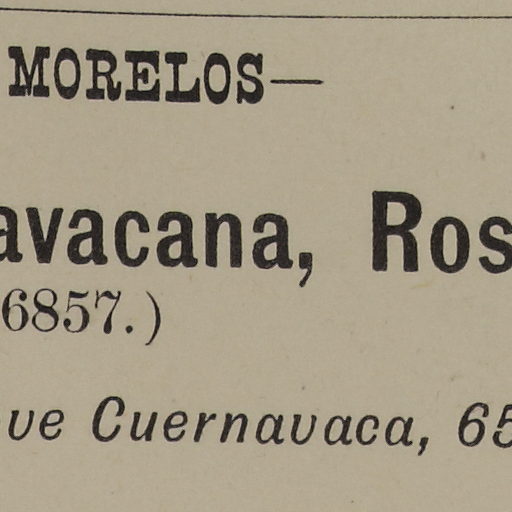 MORELOS—
avacana, Ros
6857.)
ve Cuernavaca, 65